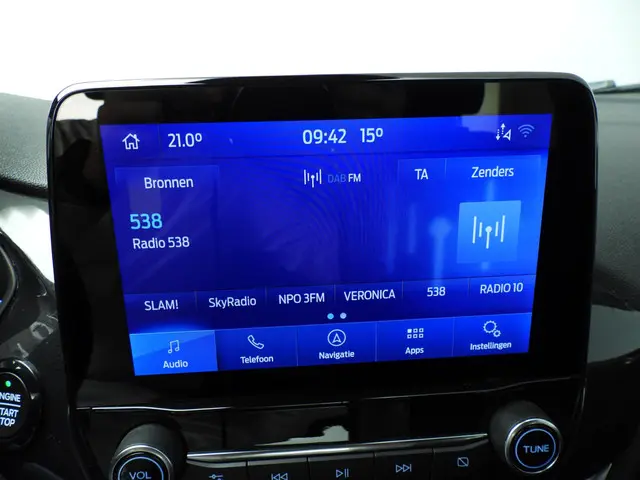 21.0° 09:42 15°
Bronnen DAB FM TA Zenders
538
Radio 538
SLAM! SkyRadio NPO 3FM VERONICA 538 RADIO 10
Audio Telefoon Navigatie Apps Instellingen
ENGINE
START
STOP
VOL TUNE